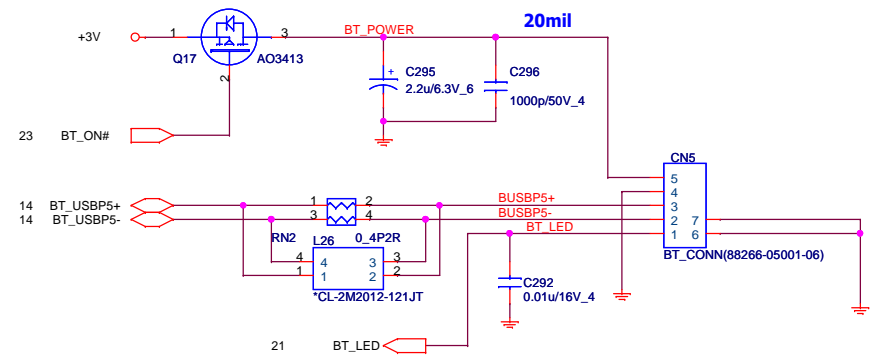 20mil
+3V
1
3
BT_POWER
Q17
AO3413
2
+
C295
2.2u/6.3V_6
C296
1000p/50V_4
23 BT_ON#
CN5
5
4
3
2
1
7
6
BT_CONN(88266-05001-06)
14 BT_USBP5+
14 BT_USBP5-
1
2
3
4
BUSBP5+
BUSBP5-
BT_LED
RN2
0_4P2R
L26
4
3
1
2
3
2
4
1
*CL-2M2012-121JT
C292
0.01u/16V_4
21 BT_LED